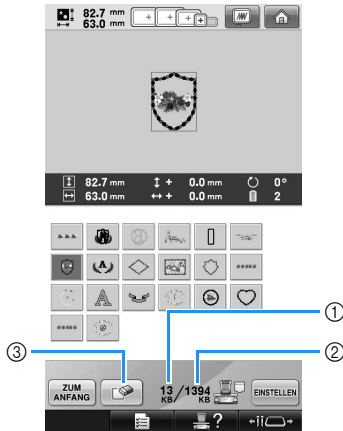 82.7 mm
63.0 mm
82.7 mm + 0.0 mm 0°
63.0 mm + 0.0 mm 2
A
A
①
②
③
ZUM ANFANG
13 KB / 1394 KB
EINSTELLEN
?